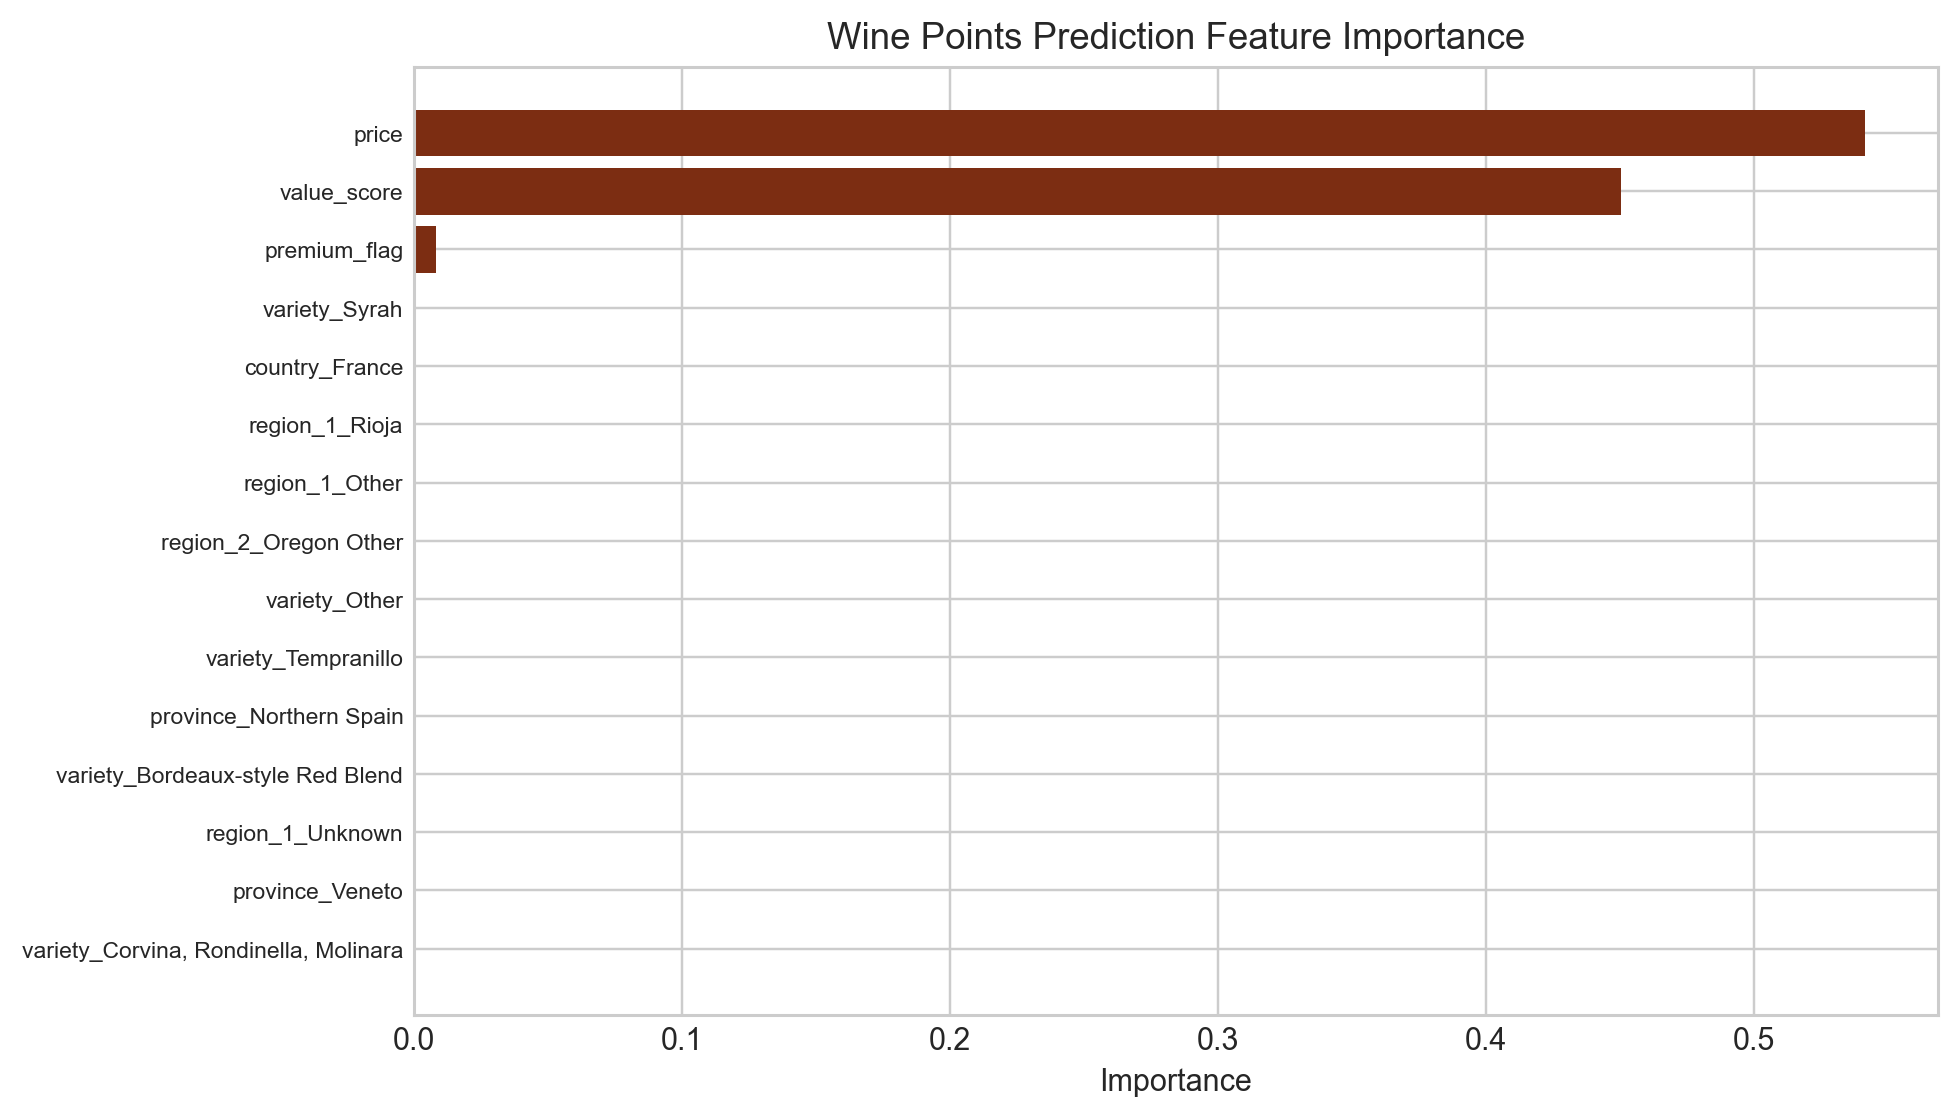 Wine Points Prediction Feature Importance
price
value_score
premium_flag
variety_Syrah
country_France
region_1_Rioja
region_1_Other
region_2_Oregon Other
variety_Other
variety_Tempranillo
province_Northern Spain
variety_Bordeaux-style Red Blend
region_1_Unknown
province_Veneto
variety_Corvina, Rondinella, Molinara
0.0 0.1 0.2 0.3 0.4 0.5
Importance